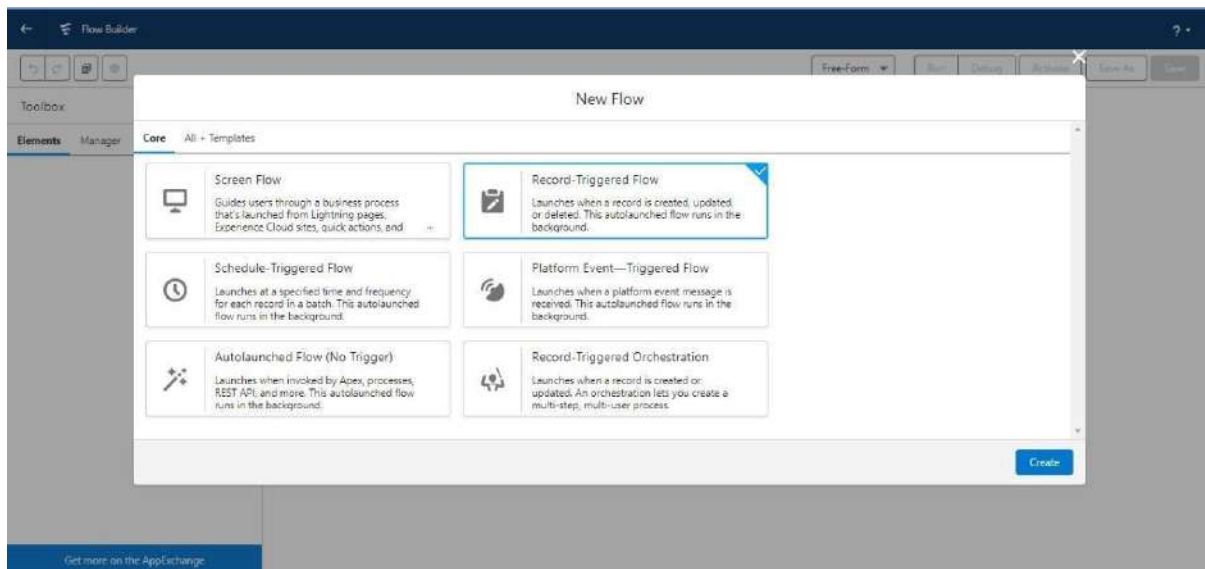 Flow Builder
?
Free-Form
Run
Debug
Activate
Save As
Save
Toolbox
New Flow
Elements Manager
Core All + Templates
Screen Flow
Guides users through a business process
that's launched from Lightning pages,
Experience Cloud sites, quick actions, and ...
Record-Triggered Flow
Launches when a record is created, updated,
or deleted. This autolaunched flow runs in the
background.
Schedule-Triggered Flow
Launches at a specified time and frequency
for each record in a batch. This autolaunched
flow runs in the background.
Platform Event—Triggered Flow
Launches when a platform event message is
received. This autolaunched flow runs in the
background.
Autolaunched Flow (No Trigger)
Launches when invoked by Apex, processes,
REST API, and more. This autolaunched flow
runs in the background.
Record-Triggered Orchestration
Launches when a record is created or
updated. An orchestration lets you create a
multi-step, multi-user process.
Create
Get more on the AppExchange